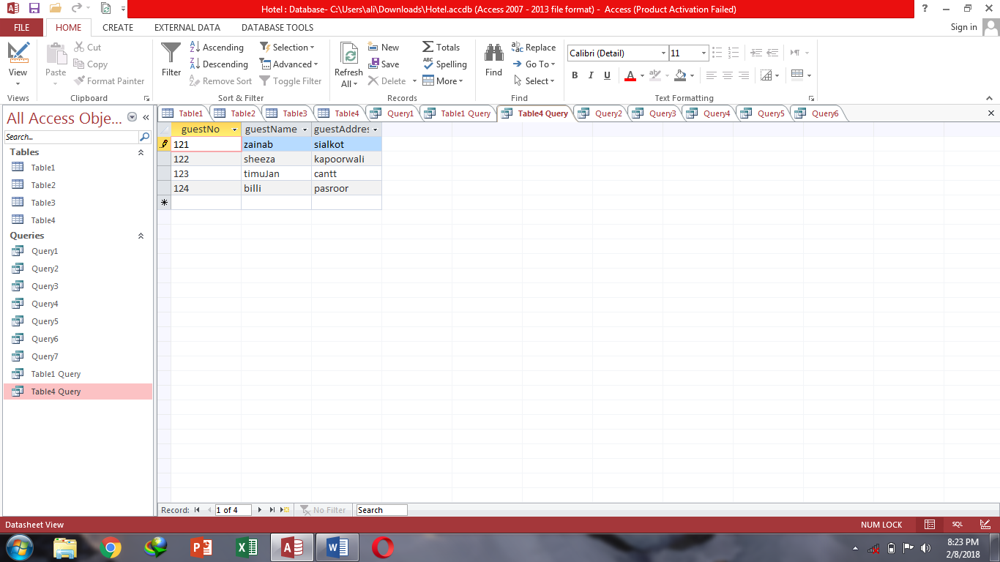 Hotel : Database- C:\Users\ali\Downloads\Hotel.accdb (Access 2007 - 2013 file format) - Access (Product Activation Failed)
FILE HOME CREATE EXTERNAL DATA DATABASE TOOLS Sign in
View
Views
Paste
Cut
Copy
Format Painter
Clipboard
Filter
Ascending
Descending
Remove Sort
Selection
Advanced
Toggle Filter
Sort & Filter
Refresh
All
New
Save
Delete
Totals
Spelling
More
Records
Find
Replace
Go To
Select
Find
Calibri (Detail) 11
B I U
Text Formatting
All Access Obje...
Search...
Tables
Table1
Table2
Table3
Table4
Queries
Query1
Query2
Query3
Query4
Query5
Query6
Query7
Table1 Query
Table4 Query
Table1 Table2 Table3 Table4 Query1 Table1 Query Table4 Query Query2 Query3 Query4 Query5 Query6
guestNo guestName guestAddres
121 zainab sialkot
122 sheeza kapoorwali
123 timuJan cantt
124 billi pasroor
Record: 1 of 4 No Filter Search
Datasheet View NUM LOCK SQL
8:23 PM
2/8/2018